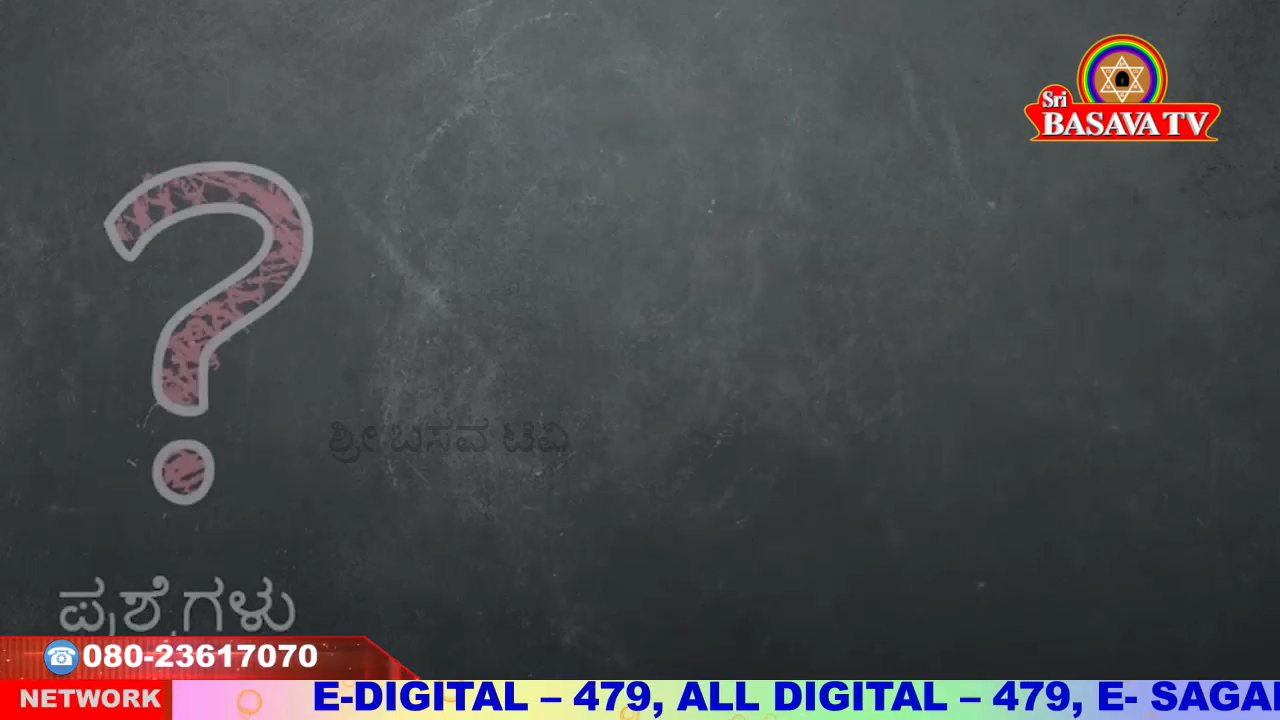 Sri
BASAVA TV
?
ಶ್ರೀ ಬಸವ ಟಿವಿ
ಪ್ರಶ್ನೆಗಳು
080-23617070
NETWORK
E-DIGITAL – 479, ALL DIGITAL – 479, E- SAGA